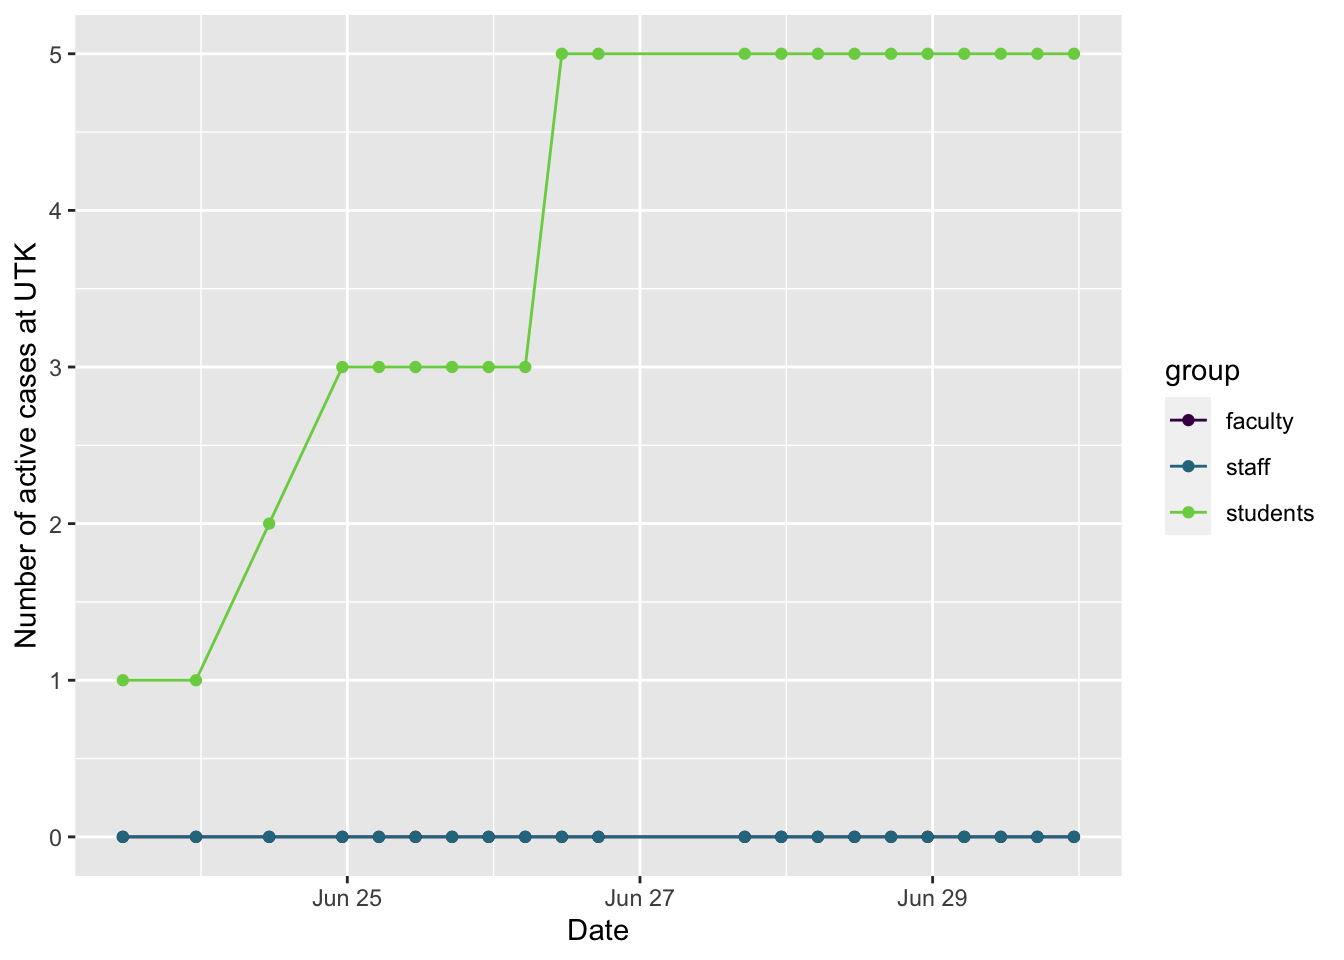 Number of active cases at UTK
5
4
3
2
1
0
Jun 25
Jun 27
Jun 29
Date
group
faculty
staff
students